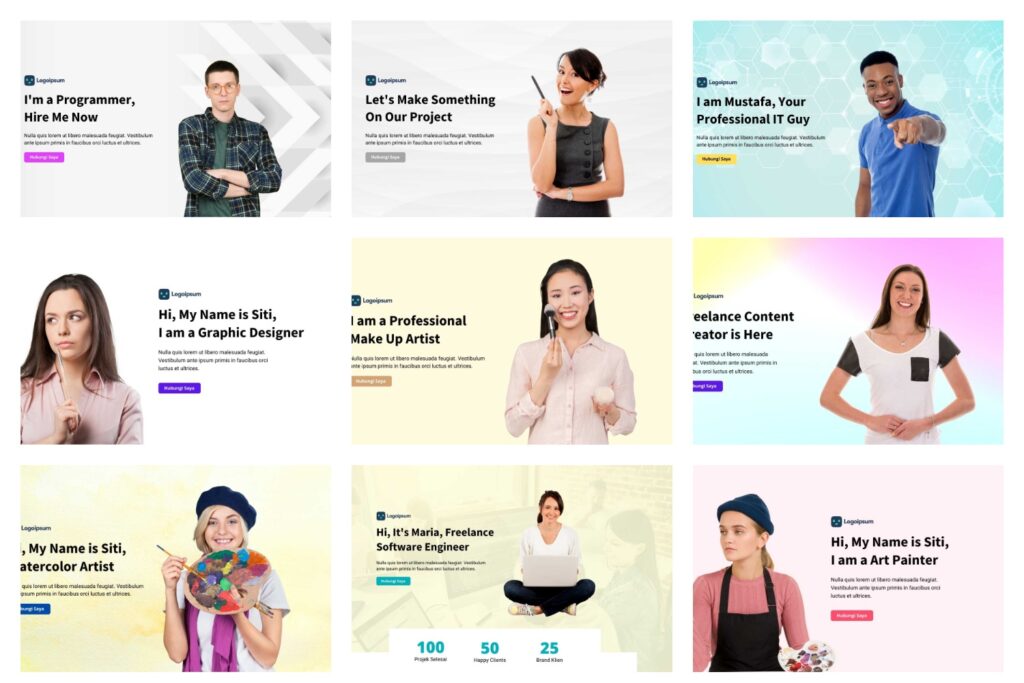 Logoipsum
I'm a Programmer,
Hire Me Now
Nulla quis lorem ut libero malesuada feugiat. Vestibulum
ante ipsum primis in faucibus orci luctus et ultrices.
Hubungi Saya
Logoipsum
Let's Make Something
On Our Project
Nulla quis lorem ut libero malesuada feugiat. Vestibulum
ante ipsum primis in faucibus orci luctus et ultrices.
Hubungi Saya
Logoipsum
I am Mustafa, Your
Professional IT Guy
Nulla quis lorem ut libero malesuada feugiat. Vestibulum
ante ipsum primis in faucibus orci luctus et ultrices.
Hubungi Saya
Logoipsum
Hi, My Name is Siti,
I am a Graphic Designer
Nulla quis lorem ut libero feugiat.
Vestibulum ante ipsum primis in faucibus orci
luctus et ultrices.
Hubungi Saya
Logoipsum
I am a Professional
Make Up Artist
Nulla quis lorem ut libero malesuada feugiat. Vestibulum
ante ipsum primis in faucibus orci luctus et ultrices.
Hubungi Saya
Logoipsum
reelance Content
reator is Here
quis lorem ut libero malesuada
feugiat. Vestibulum ante ipsum primis in
faucibus orci luctus et ultrices.
ubungi Saya
Logoipsum
, My Name is Siti,
atercolor Artist
quis lorem ut libero malesuada feugiat. Vestibulum
ipsum primis in faucibus orci luctus et ultrices.
bungi Saya
Logoipsum
Hi, It's Maria, Freelance
Software Engineer
Nulla quis lorem ut libero malesuada feugiat. Vestibulum
ante ipsum primis in faucibus orci luctus et ultrices.
Hubungi Saya
100 50 25
Projek Selesai Happy Clients Brand Klien
Logoipsum
Hi, My Name is Siti,
I am a Art Painter
Nulla quis lorem ut libero malesuada feugiat.
Vestibulum ante ipsum primis in faucibus orci
luctus et ultrices.
Hubungi Saya